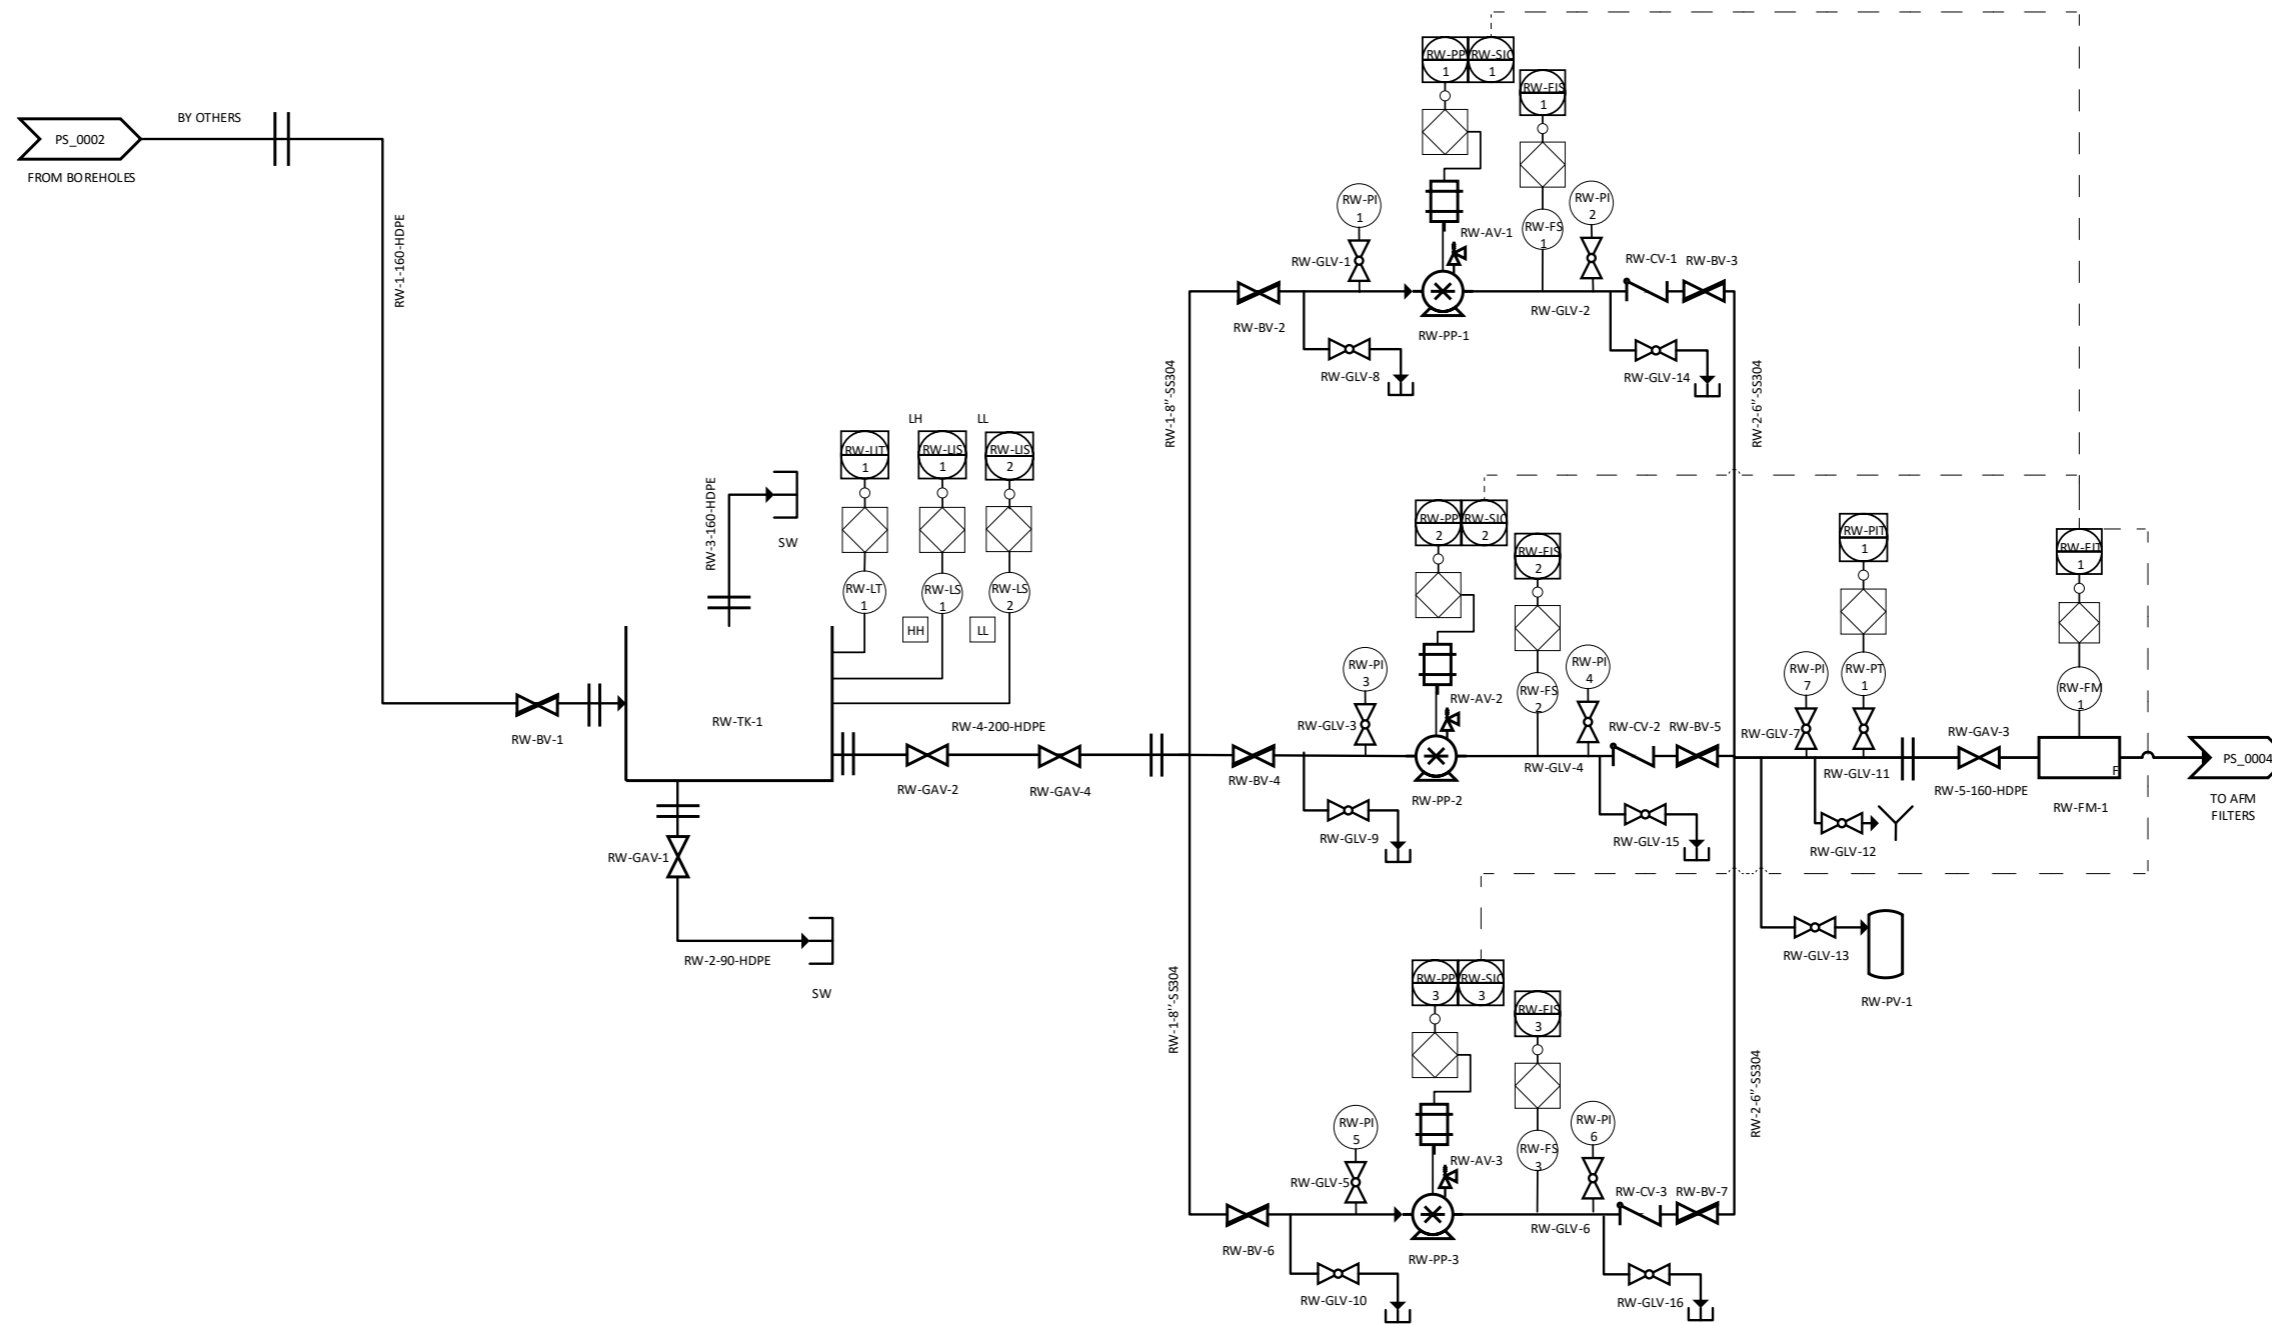 PS_0002
FROM BOREHOLES
BY OTHERS
RW-1-160-HDPE
RW-BV-1
RW-3-160-HDPE
SW
RW-TK-1
RW-GAV-1
RW-2-90-HDPE
SW
LH
LL
RW-LIT
1
RW-LIS
1
RW-LIS
2
RW-LT
1
RW-LS
1
RW-LS
2
HH
LL
RW-4-200-HDPE
RW-GAV-2
RW-GAV-4
RW-1-8"-SS304
RW-1-8"-SS304
RW-PP
1
RW-SIC
1
RW-FIS
1
RW-PI
1
RW-FS
1
RW-PI
2
RW-AV-1
RW-GLV-1
RW-CV-1
RW-BV-3
RW-BV-2
RW-PP-1
RW-GLV-2
RW-GLV-8
RW-GLV-14
RW-2-6"-SS304
RW-PP
2
RW-SIC
2
RW-FIS
2
RW-PI
3
RW-FS
2
RW-PI
4
RW-AV-2
RW-GLV-3
RW-CV-2
RW-BV-5
RW-BV-4
RW-PP-2
RW-GLV-4
RW-GLV-9
RW-GLV-15
RW-PP
3
RW-SIC
3
RW-FIS
3
RW-PI
5
RW-FS
3
RW-PI
6
RW-AV-3
RW-GLV-5
RW-CV-3
RW-BV-7
RW-BV-6
RW-PP-3
RW-GLV-6
RW-GLV-10
RW-GLV-16
RW-2-6"-SS304
RW-PIT
1
RW-FIT
1
RW-PI
7
RW-PT
1
RW-FM
1
RW-GLV-7
RW-GLV-11
RW-GAV-3
RW-5-160-HDPE
F
RW-FM-1
RW-GLV-12
RW-GLV-13
RW-PV-1
PS_0004
TO AFM
FILTERS